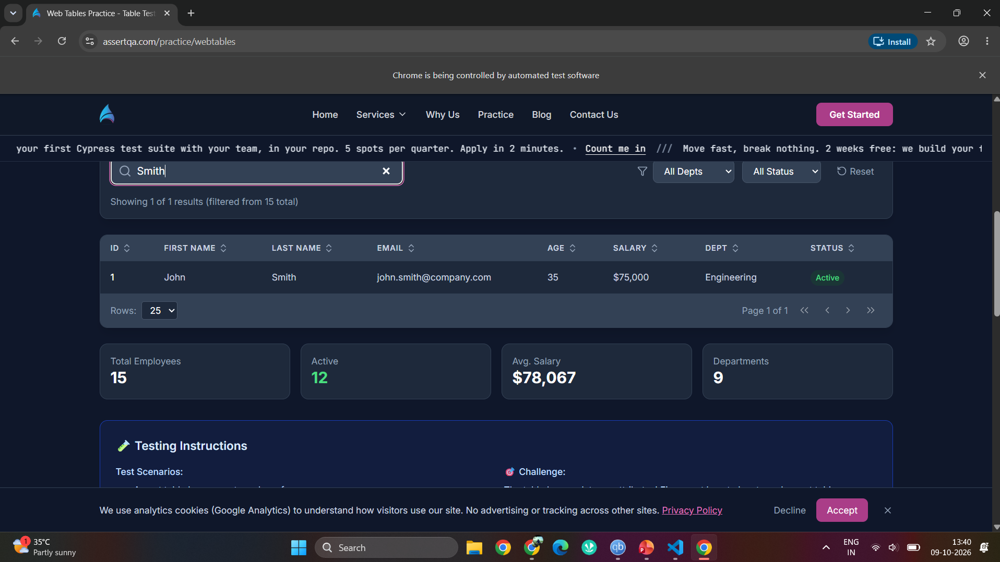 Web Tables Practice - Table Test
assertqa.com/practice/webtables
Install
Chrome is being controlled by automated test software
Home
Services
Why Us
Practice
Blog
Contact Us
Get Started
your first Cypress test suite with your team, in your repo. 5 spots per quarter. Apply in 2 minutes. • Count me in /// Move fast, break nothing. 2 weeks free: we build your f
Smith
All Depts
All Status
Reset
Showing 1 of 1 results (filtered from 15 total)
ID FIRST NAME LAST NAME EMAIL AGE SALARY DEPT STATUS
1 John Smith john.smith@company.com 35 $75,000 Engineering Active
Rows: 25
Page 1 of 1
Total Employees
15
Active
12
Avg. Salary
$78,067
Departments
9
Testing Instructions
Test Scenarios:
Challenge:
We use analytics cookies (Google Analytics) to understand how visitors use our site. No advertising or tracking across other sites. Privacy Policy
Decline
Accept
1
35°C
Partly sunny
Search
qb
P
ENG
IN
13:40
09-10-2026